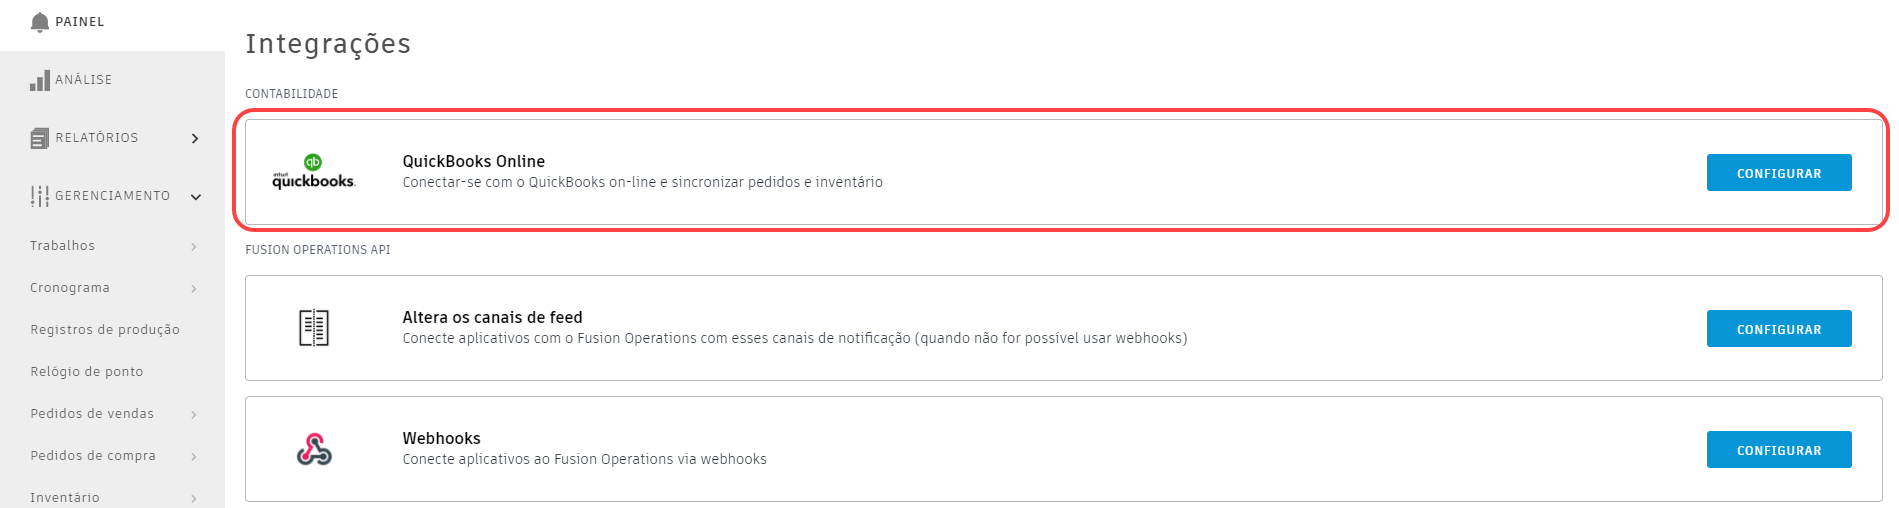 PAINEL
ANÁLISE
RELATÓRIOS
GERENCIAMENTO
Trabalhos
Cronograma
Registros de produção
Relógio de ponto
Pedidos de vendas
Pedidos de compra
Inventário
Integrações
CONTABILIDADE
qb
intuit
quickbooks.
QuickBooks Online
Conectar-se com o QuickBooks on-line e sincronizar pedidos e inventário
CONFIGURAR
FUSION OPERATIONS API
Altera os canais de feed
Conecte aplicativos com o Fusion Operations com esses canais de notificação (quando não for possível usar webhooks)
CONFIGURAR
Webhooks
Conecte aplicativos ao Fusion Operations via webhooks
CONFIGURAR